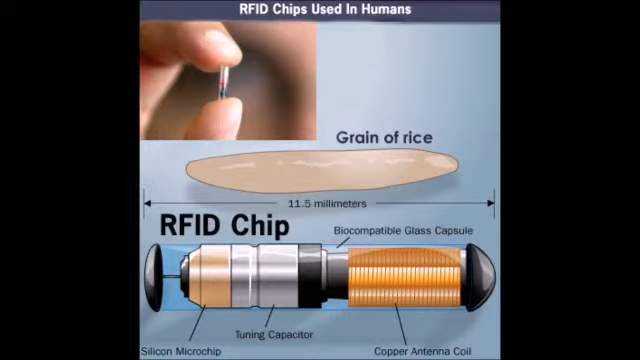 RFID Chips Used In Humans
Grain of rice
11.5 millimeters
RFID Chip
Biocompatible Glass Capsule
Tuning Capacitor
Silicon Microchip
Copper Antenna Coil